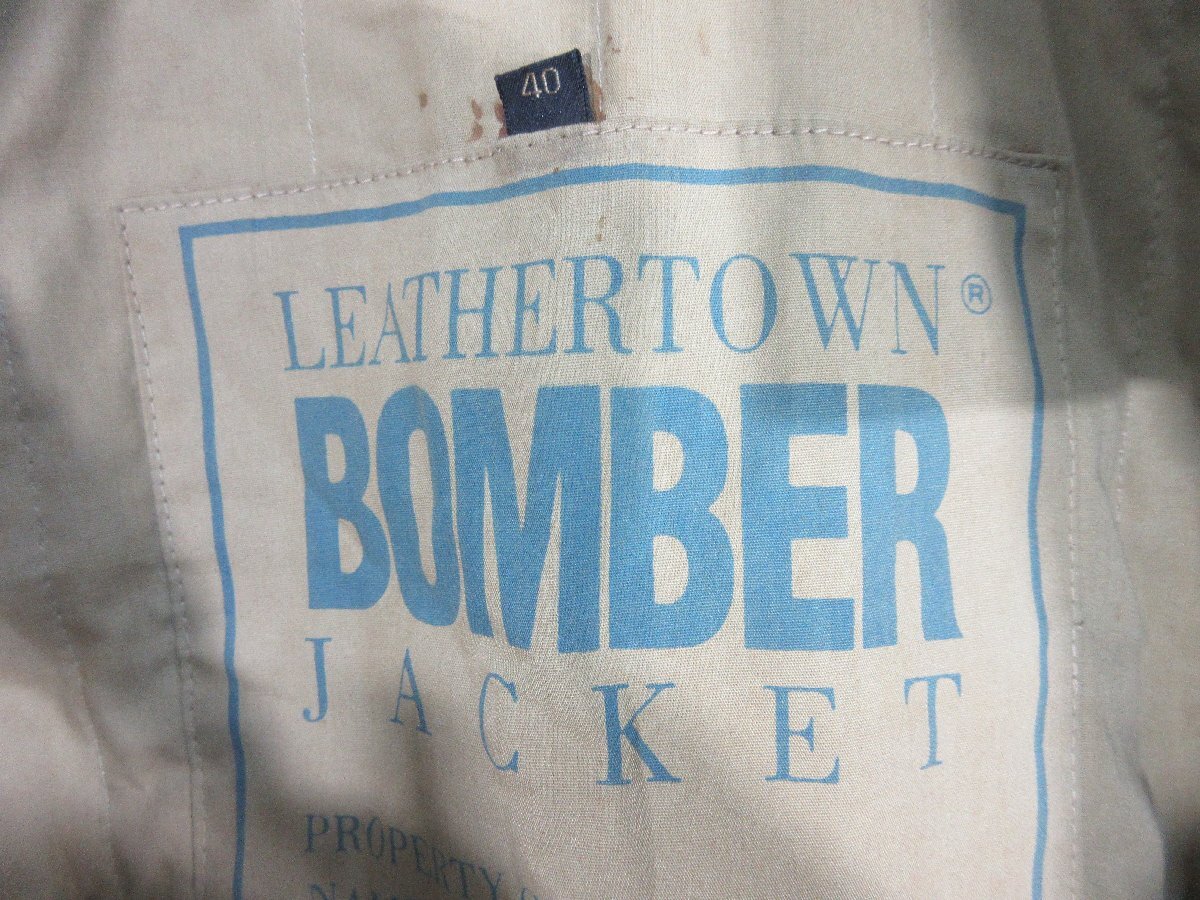 40
LEATHERTOWN®
BOMBER
JACKET
PROPERTY